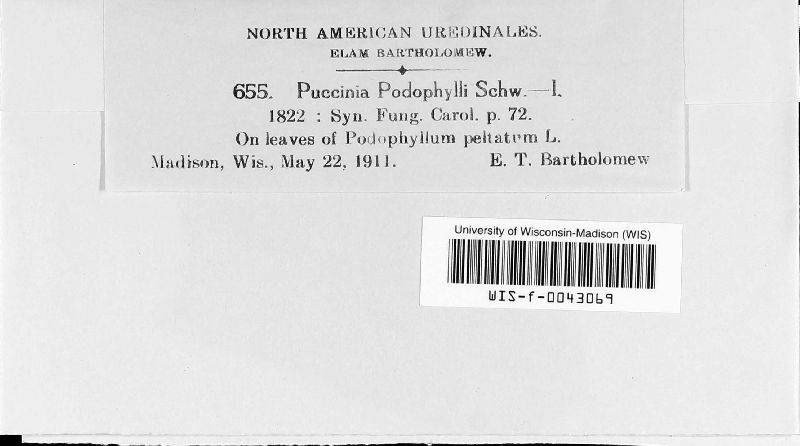 NORTH AMERICAN UREDINALES.
ELAM BARTHOLOMEW.
655. Puccinia Podophylli Schw.—I.
1822 : Syn. Fung. Carol. p. 72.
On leaves of Podophyllum peltatum L.
Madison, Wis., May 22, 1911. E. T. Bartholomew
University of Wisconsin-Madison (WIS)
WIS-f-0043069